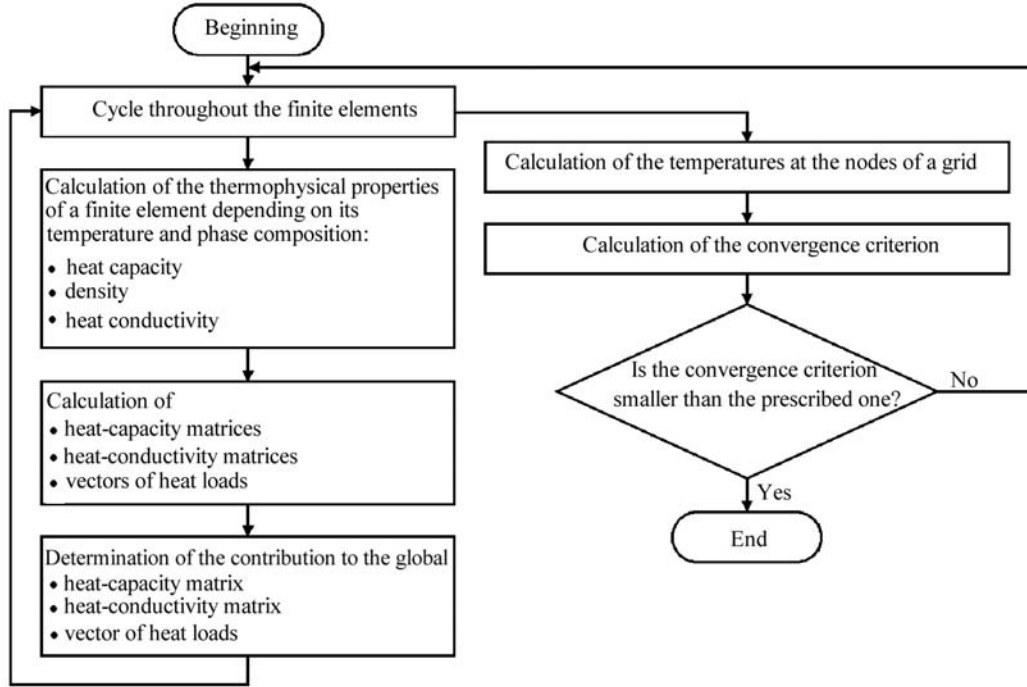 Beginning
Cycle throughout the finite elements
Calculation of the thermophysical properties
of a finite element depending on its
temperature and phase composition:
• heat capacity
• density
• heat conductivity
Calculation of
• heat-capacity matrices
• heat-conductivity matrices
• vectors of heat loads
Determination of the contribution to the global
• heat-capacity matrix
• heat-conductivity matrix
• vector of heat loads
Calculation of the temperatures at the nodes of a grid
Calculation of the convergence criterion
Is the convergence criterion
smaller than the prescribed one?
No
Yes
End